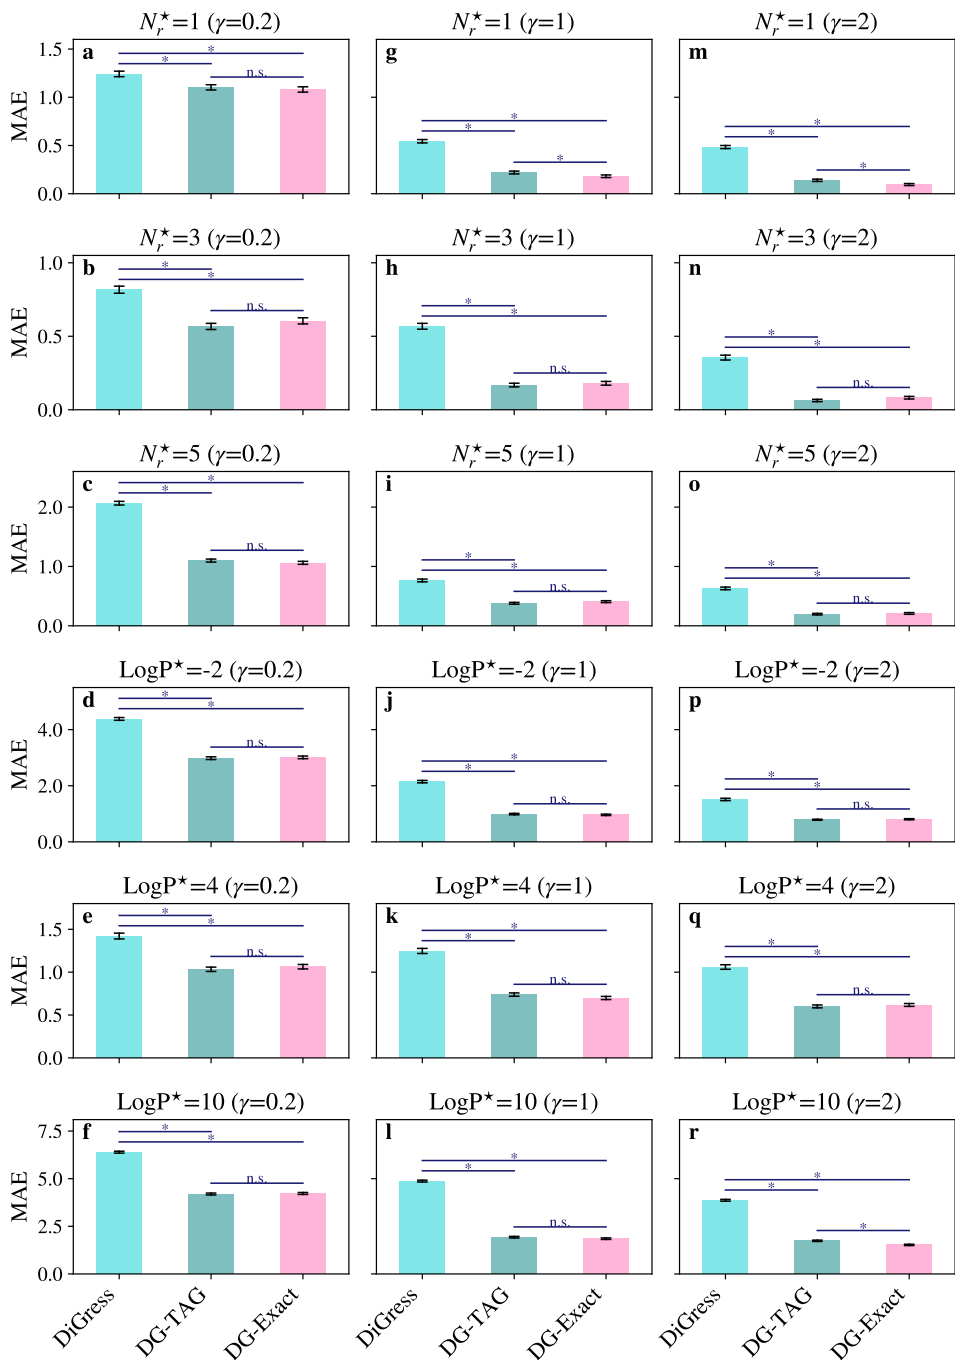 N_r^⋆=1 (γ=0.2)
N_r^⋆=1 (γ=1)
N_r^⋆=1 (γ=2)
MAE
1.5
1.0
0.5
0.0
a
*
*
n.s.
g
*
*
*
m
*
*
*
N_r^⋆=3 (γ=0.2)
N_r^⋆=3 (γ=1)
N_r^⋆=3 (γ=2)
MAE
1.0
0.5
0.0
b
*
*
n.s.
h
*
*
n.s.
n
*
*
n.s.
N_r^⋆=5 (γ=0.2)
N_r^⋆=5 (γ=1)
N_r^⋆=5 (γ=2)
MAE
2.0
1.0
0.0
c
*
*
n.s.
i
*
*
n.s.
o
*
*
n.s.
LogP⋆=-2 (γ=0.2)
LogP⋆=-2 (γ=1)
LogP⋆=-2 (γ=2)
MAE
4.0
2.0
0.0
d
*
*
n.s.
j
*
*
n.s.
p
*
*
n.s.
LogP⋆=4 (γ=0.2)
LogP⋆=4 (γ=1)
LogP⋆=4 (γ=2)
MAE
1.5
1.0
0.5
0.0
e
*
*
n.s.
k
*
*
n.s.
q
*
*
n.s.
LogP⋆=10 (γ=0.2)
LogP⋆=10 (γ=1)
LogP⋆=10 (γ=2)
MAE
7.5
5.0
2.5
0.0
f
*
*
n.s.
l
*
*
n.s.
r
*
*
*
DiGress
DG-TAG
DG-Exact
DiGress
DG-TAG
DG-Exact
DiGress
DG-TAG
DG-Exact